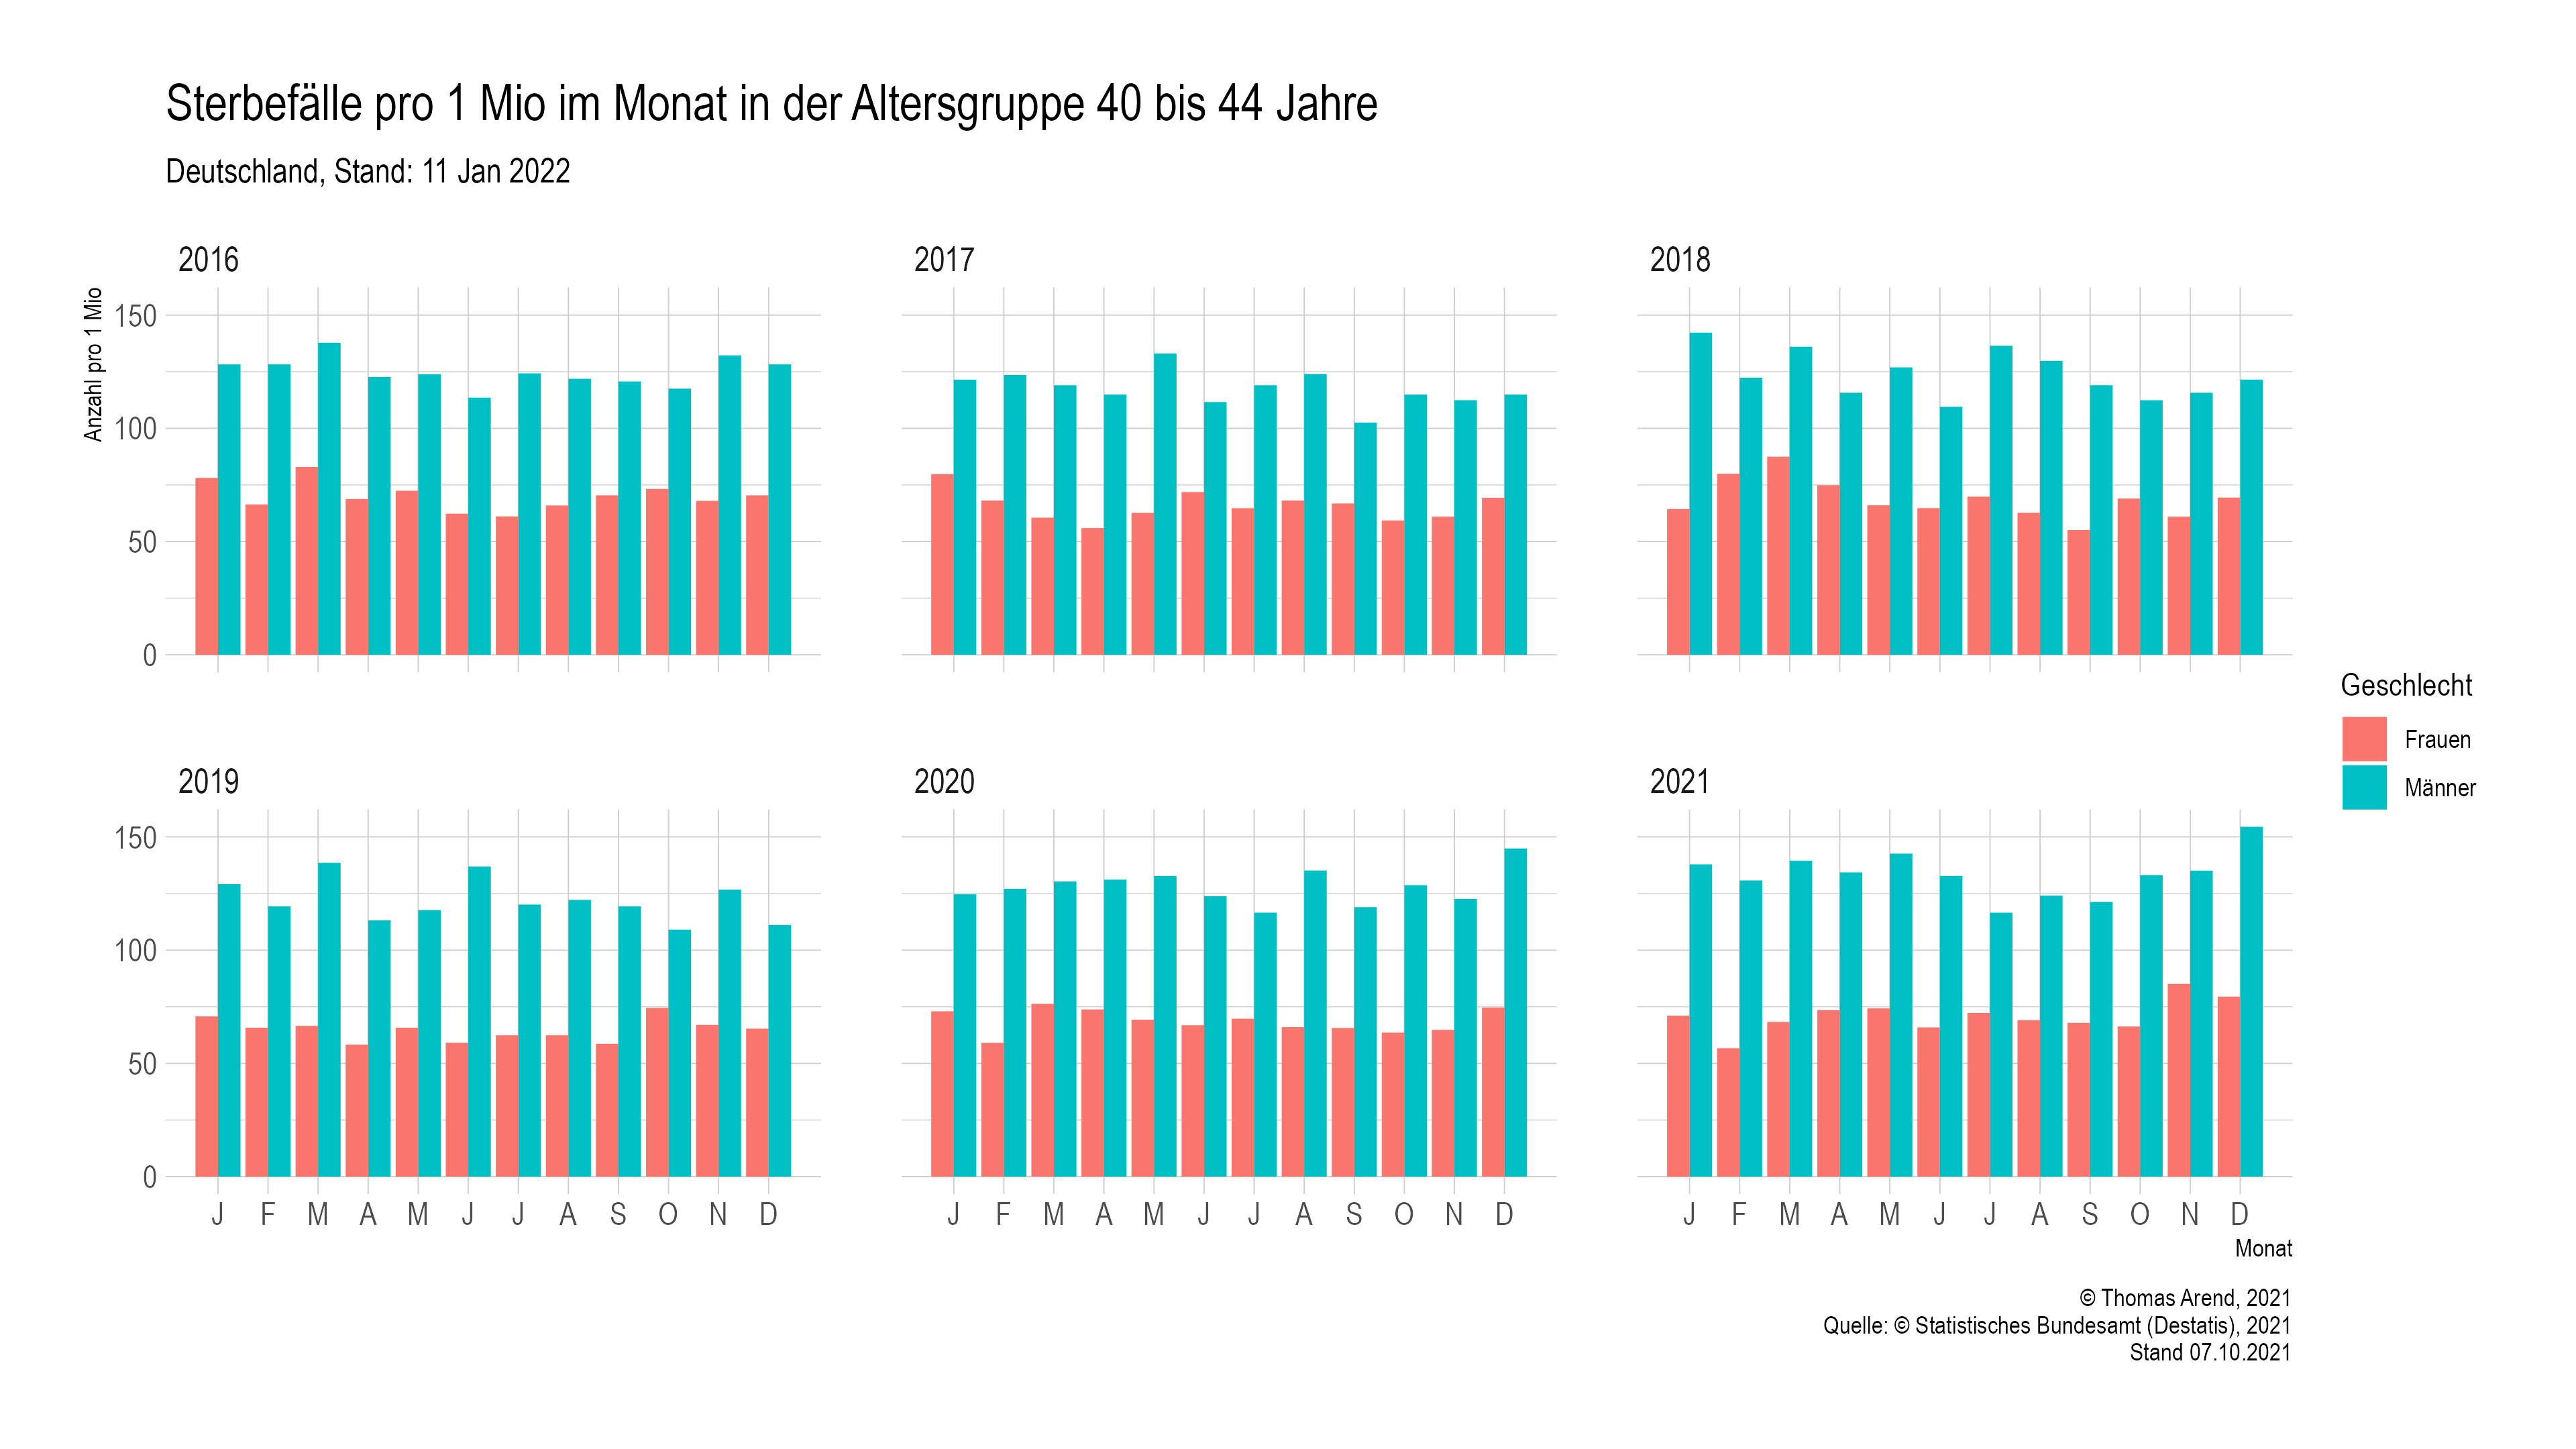 Sterbefälle pro 1 Mio im Monat in der Altersgruppe 40 bis 44 Jahre
Deutschland, Stand: 11 Jan 2022
2016
2017
2018
Anzahl pro 1 Mio
150
100
50
0
Geschlecht
Frauen
Männer
2019
2020
2021
150
100
50
0
J F M A M J J A S O N D
J F M A M J J A S O N D
J F M A M J J A S O N D
Monat
© Thomas Arend, 2021
Quelle: © Statistisches Bundesamt (Destatis), 2021
Stand 07.10.2021